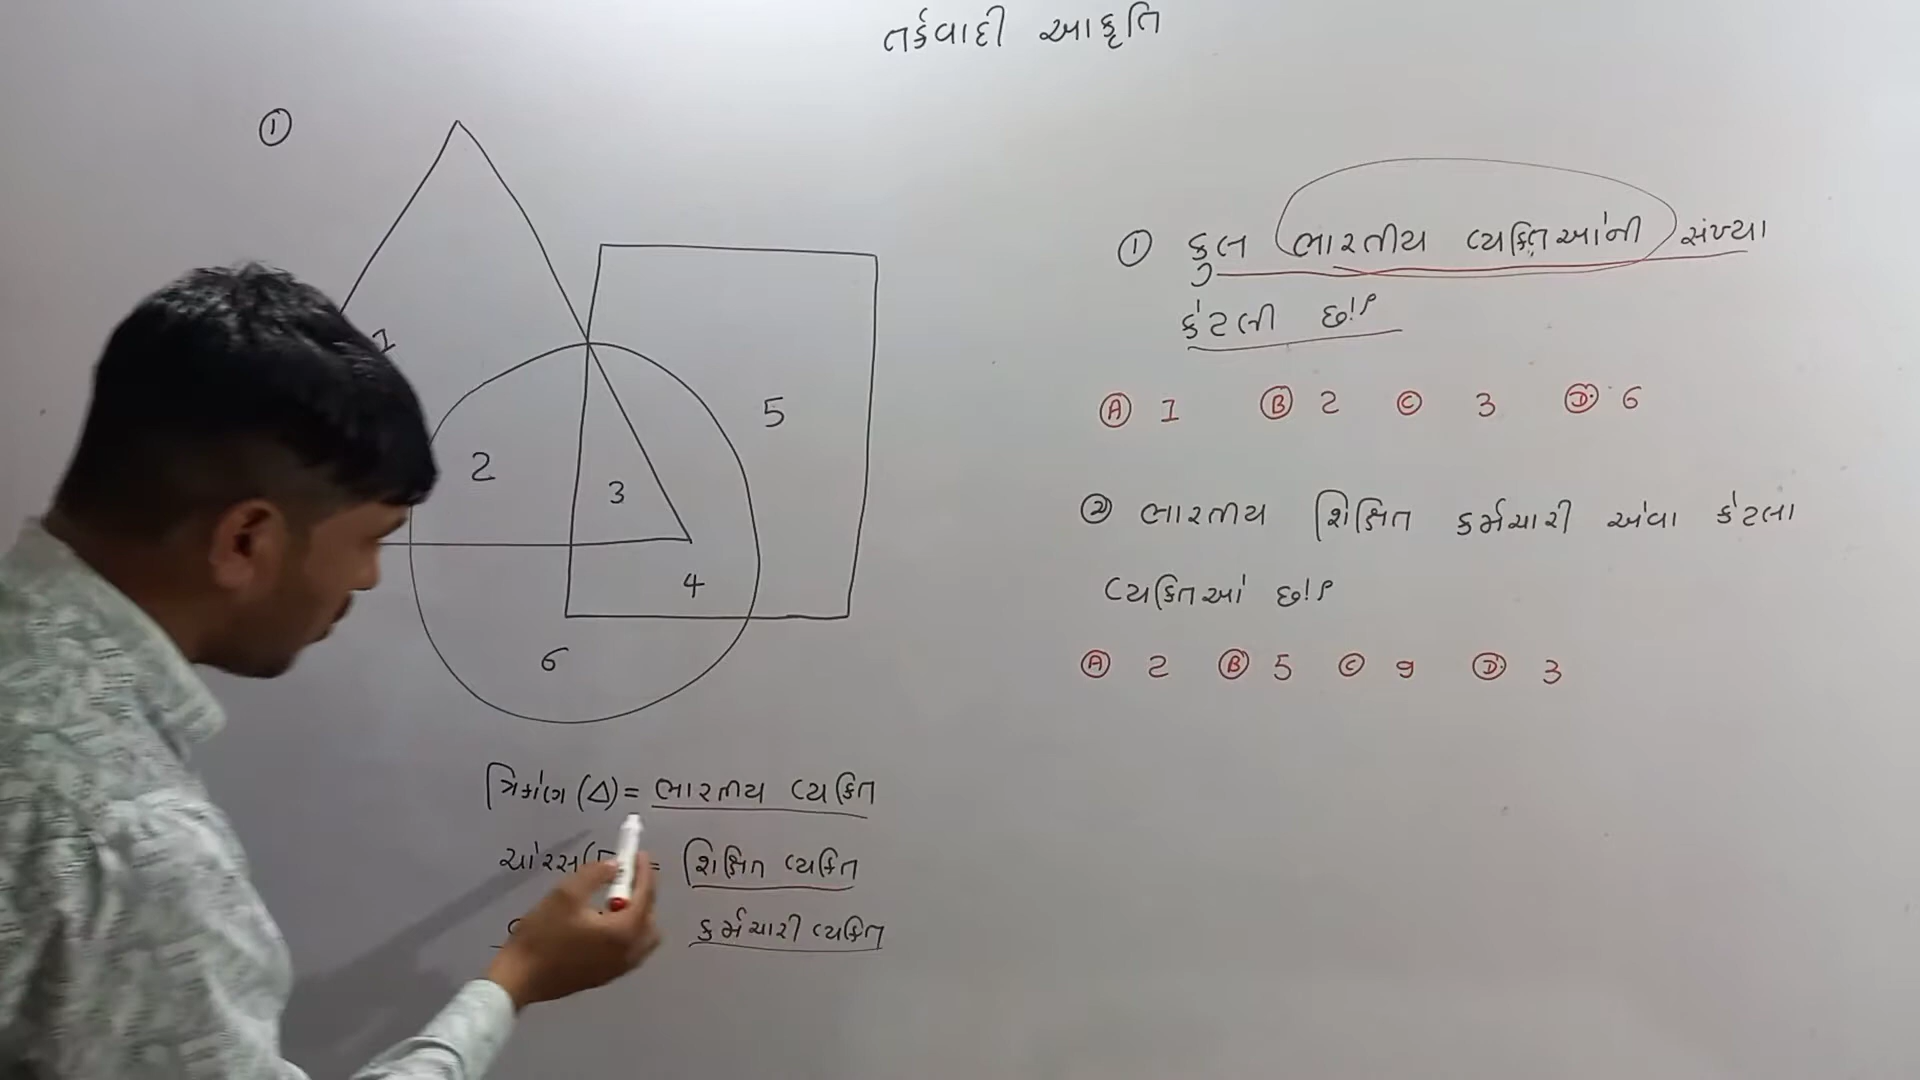 તર્કવાદી આકૃતિ
①
1
2
3
4
5
6
ત્રિકોણ (Δ) = ભારતીય વ્યક્તિ
ચોરસ = શિક્ષિત વ્યક્તિ
કર્મચારી વ્યક્તિ
① કુલ ભારતીય વ્યક્તિઓની સંખ્યા
કેટલી છે?
Ⓐ 1 Ⓑ 2 Ⓒ 3 Ⓓ 6
② ભારતીય શિક્ષિત કર્મચારી એવા કેટલા
વ્યક્તિઓ છે?
Ⓐ 2 Ⓑ 5 Ⓒ 9 Ⓓ 3